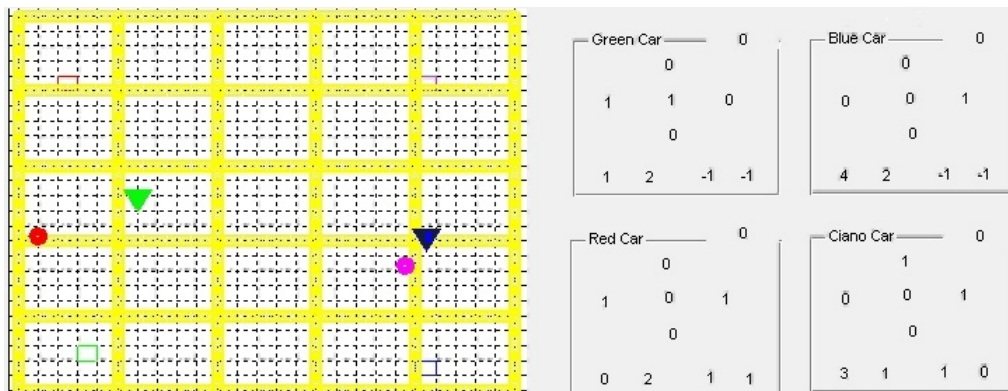 Green Car 0
0
1 1 0
0
1 2 -1 -1
Blue Car 0
0
0 0 1
0
4 2 -1 -1
Red Car 0
0
1 0 1
0
0 2 1 1
Ciano Car 0
1
0 0 1
0
3 1 1 0